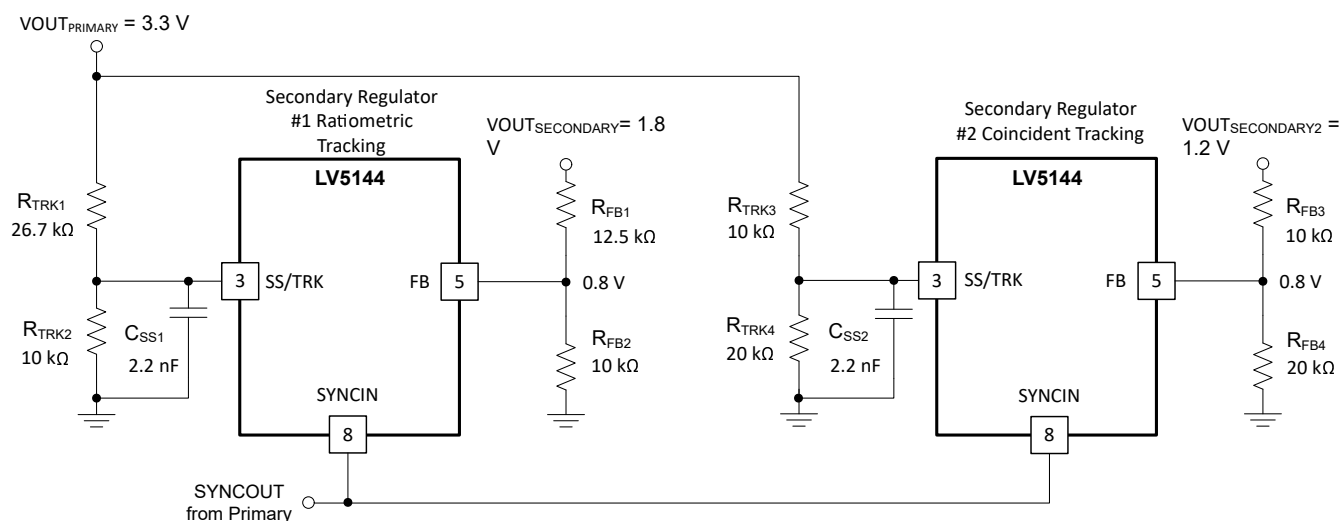 VOUTPRIMARY = 3.3 V
Secondary Regulator
#1 Ratiometric
Tracking
LV5144
VOUTSECONDARY= 1.8
V
RTRK1
26.7 kΩ
RFB1
12.5 kΩ
3
SS/TRK
FB
5
0.8 V
RTRK2
10 kΩ
CSS1
2.2 nF
RFB2
10 kΩ
SYNCIN
8
SYNCOUT
from Primary
Secondary Regulator
#2 Coincident Tracking
LV5144
VOUTSECONDARY2 =
1.2 V
RTRK3
10 kΩ
RFB3
10 kΩ
3
SS/TRK
FB
5
0.8 V
RTRK4
20 kΩ
CSS2
2.2 nF
RFB4
20 kΩ
SYNCIN
8